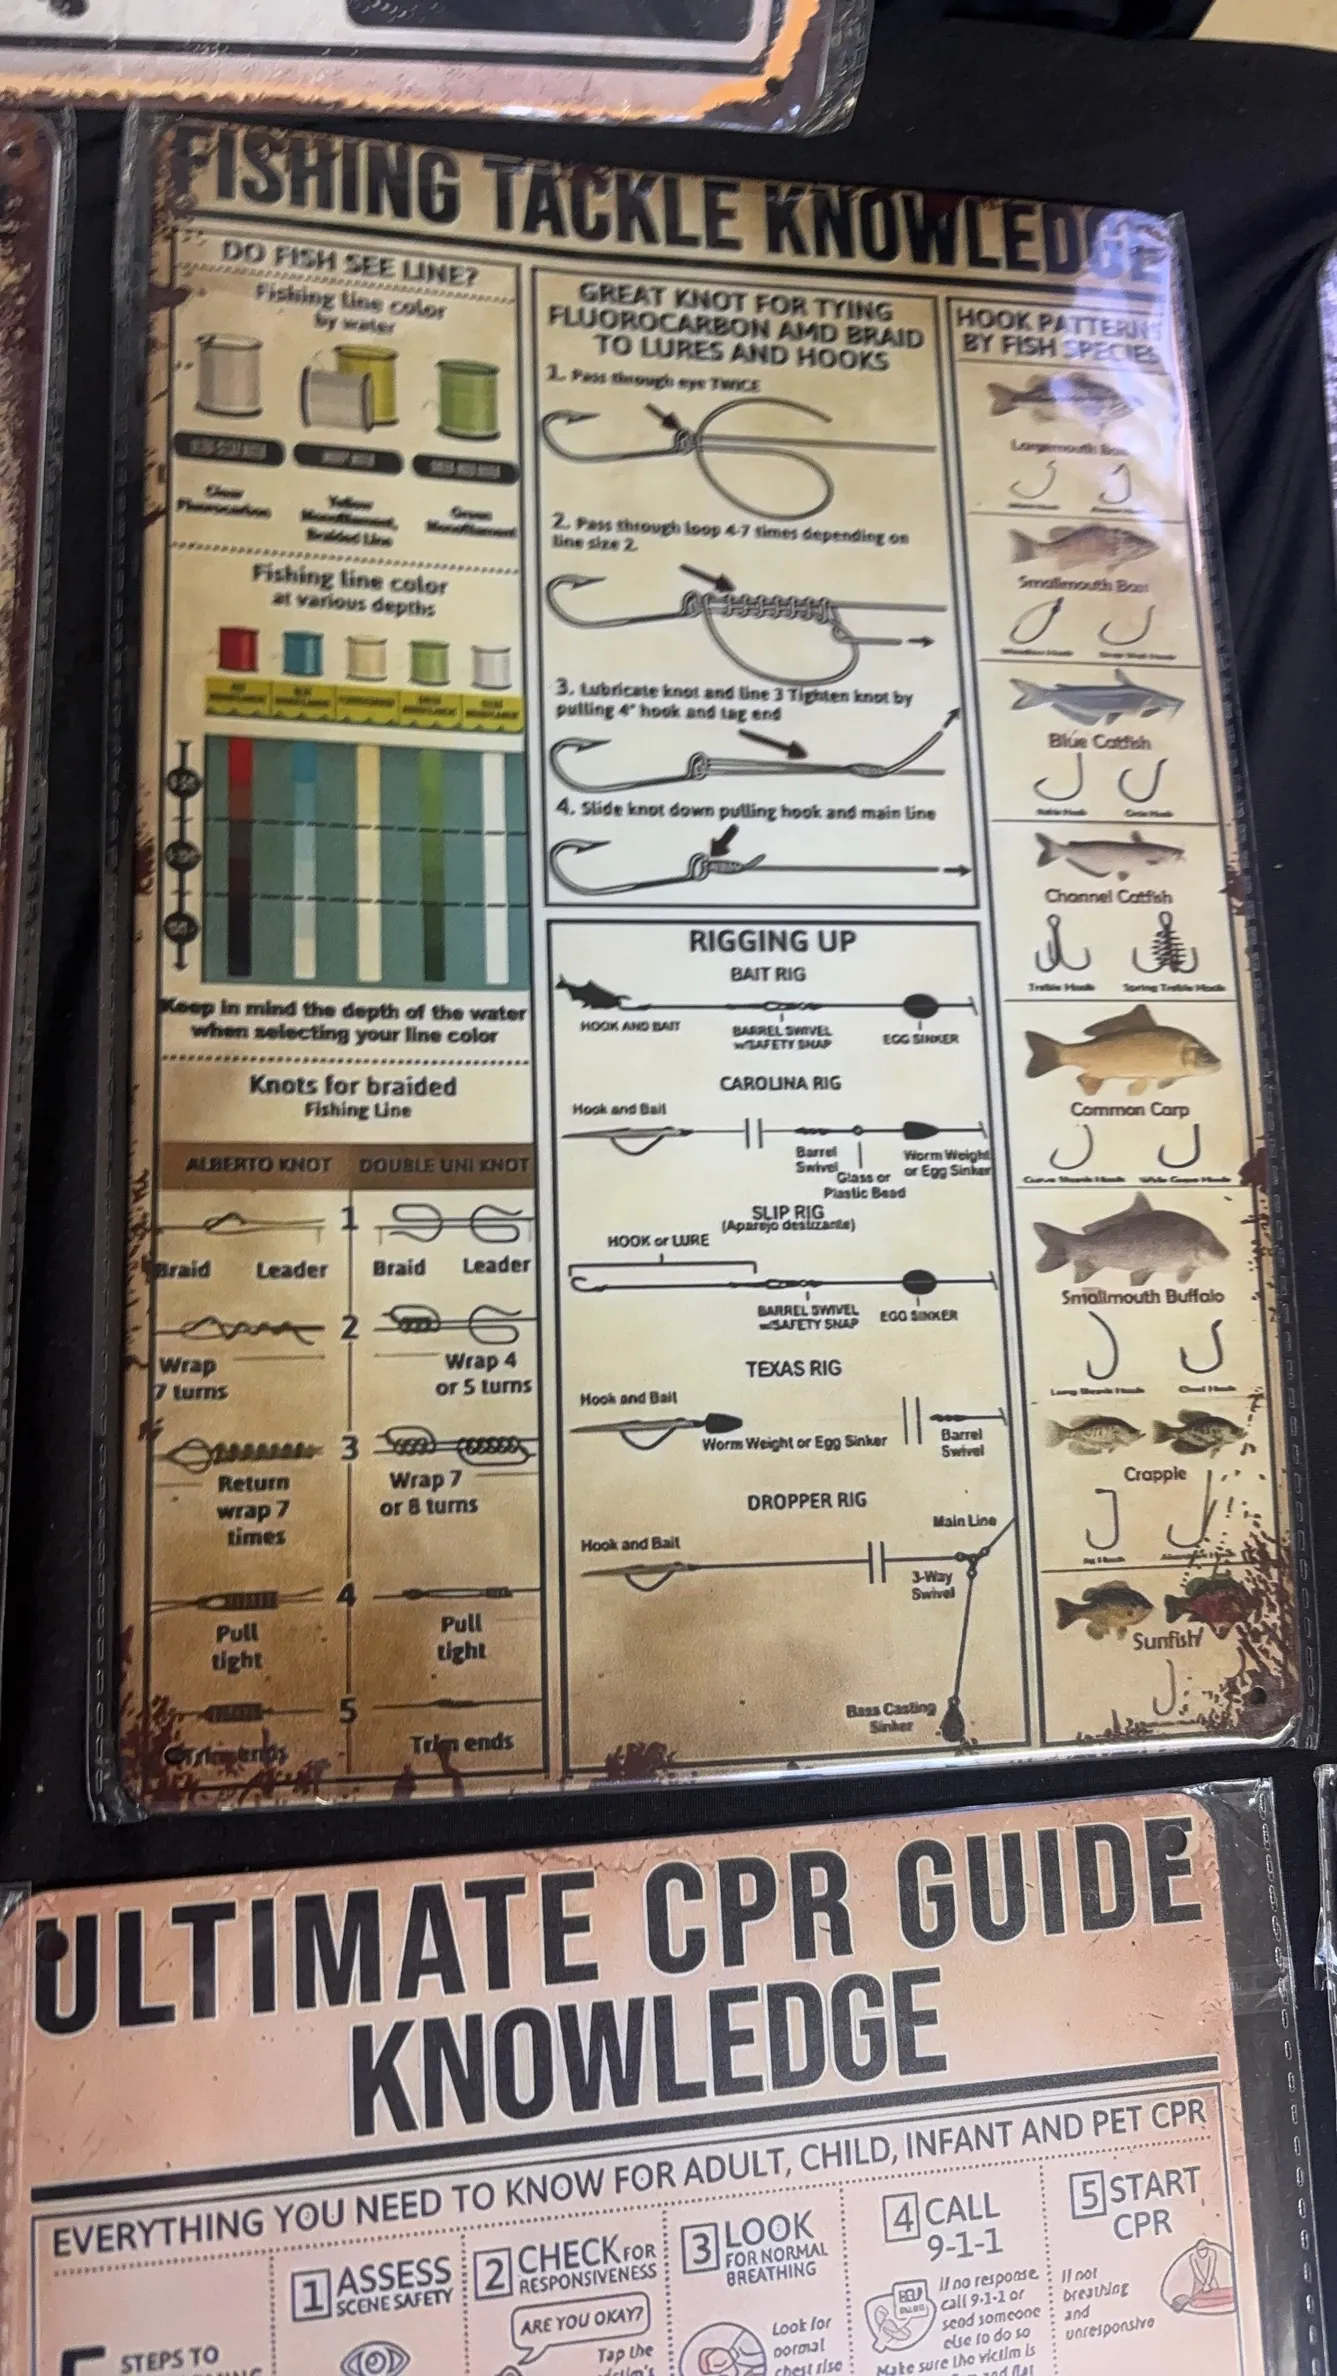 FISHING TACKLE KNOWLEDGE
DO FISH SEE LINE?
Fishing line color
by water
Clear
Fluorocarbon
Yellow
Monofilament,
Braided Line
Green
Monofilament
Fishing line color
at various depths
Keep in mind the depth of the water
when selecting your line color
Knots for braided
Fishing Line
ALBERTO KNOT
DOUBLE UNI KNOT
1
Braid
Leader
Braid
Leader
2
Wrap
7 turns
Wrap 4
or 5 turns
3
Return
wrap 7
times
Wrap 7
or 8 turns
4
Pull
tight
Pull
tight
5
Trim ends
Trim ends
GREAT KNOT FOR TYING
FLUOROCARBON AMD BRAID
TO LURES AND HOOKS
1. Pass through eye TWICE
2. Pass through loop 4-7 times depending on
line size 2.
3. Lubricate knot and line 3 Tighten knot by
pulling 4" hook and tag end
4. Slide knot down pulling hook and main line
RIGGING UP
BAIT RIG
HOOK AND BAIT
BARREL SWIVEL
w/SAFETY SNAP
EGG SINKER
CAROLINA RIG
Hook and Bait
Barrel
Swivel
Glass or
Plastic Bead
Worm Weight
or Egg Sinker
SLIP RIG
(Aparejo deslizante)
HOOK or LURE
BARREL SWIVEL
w/SAFETY SNAP
EGG SINKER
TEXAS RIG
Hook and Bait
Worm Weight or Egg Sinker
Barrel
Swivel
DROPPER RIG
Main Line
Hook and Bait
3-Way
Swivel
Bass Casting
Sinker
HOOK PATTERNS
BY FISH SPECIES
Largemouth Bass
Smallmouth Bass
Blue Catfish
Channel Catfish
Treble Hook
Spring Treble Hook
Common Carp
Smallmouth Buffalo
Crapple
Sunfish
ULTIMATE CPR GUIDE
KNOWLEDGE
EVERYTHING YOU NEED TO KNOW FOR ADULT, CHILD, INFANT AND PET CPR
STEPS TO
1 ASSESS
SCENE SAFETY
2 CHECK FOR
RESPONSIVENESS
ARE YOU OKAY?
Tap the
3 LOOK
FOR NORMAL
BREATHING
Look for
normal
chest rise
4 CALL
9-1-1
HELP
If no response,
call 9-1-1 or
send someone
else to do so
Make sure the victim is
5 START
CPR
If not
breathing
and
unresponsive